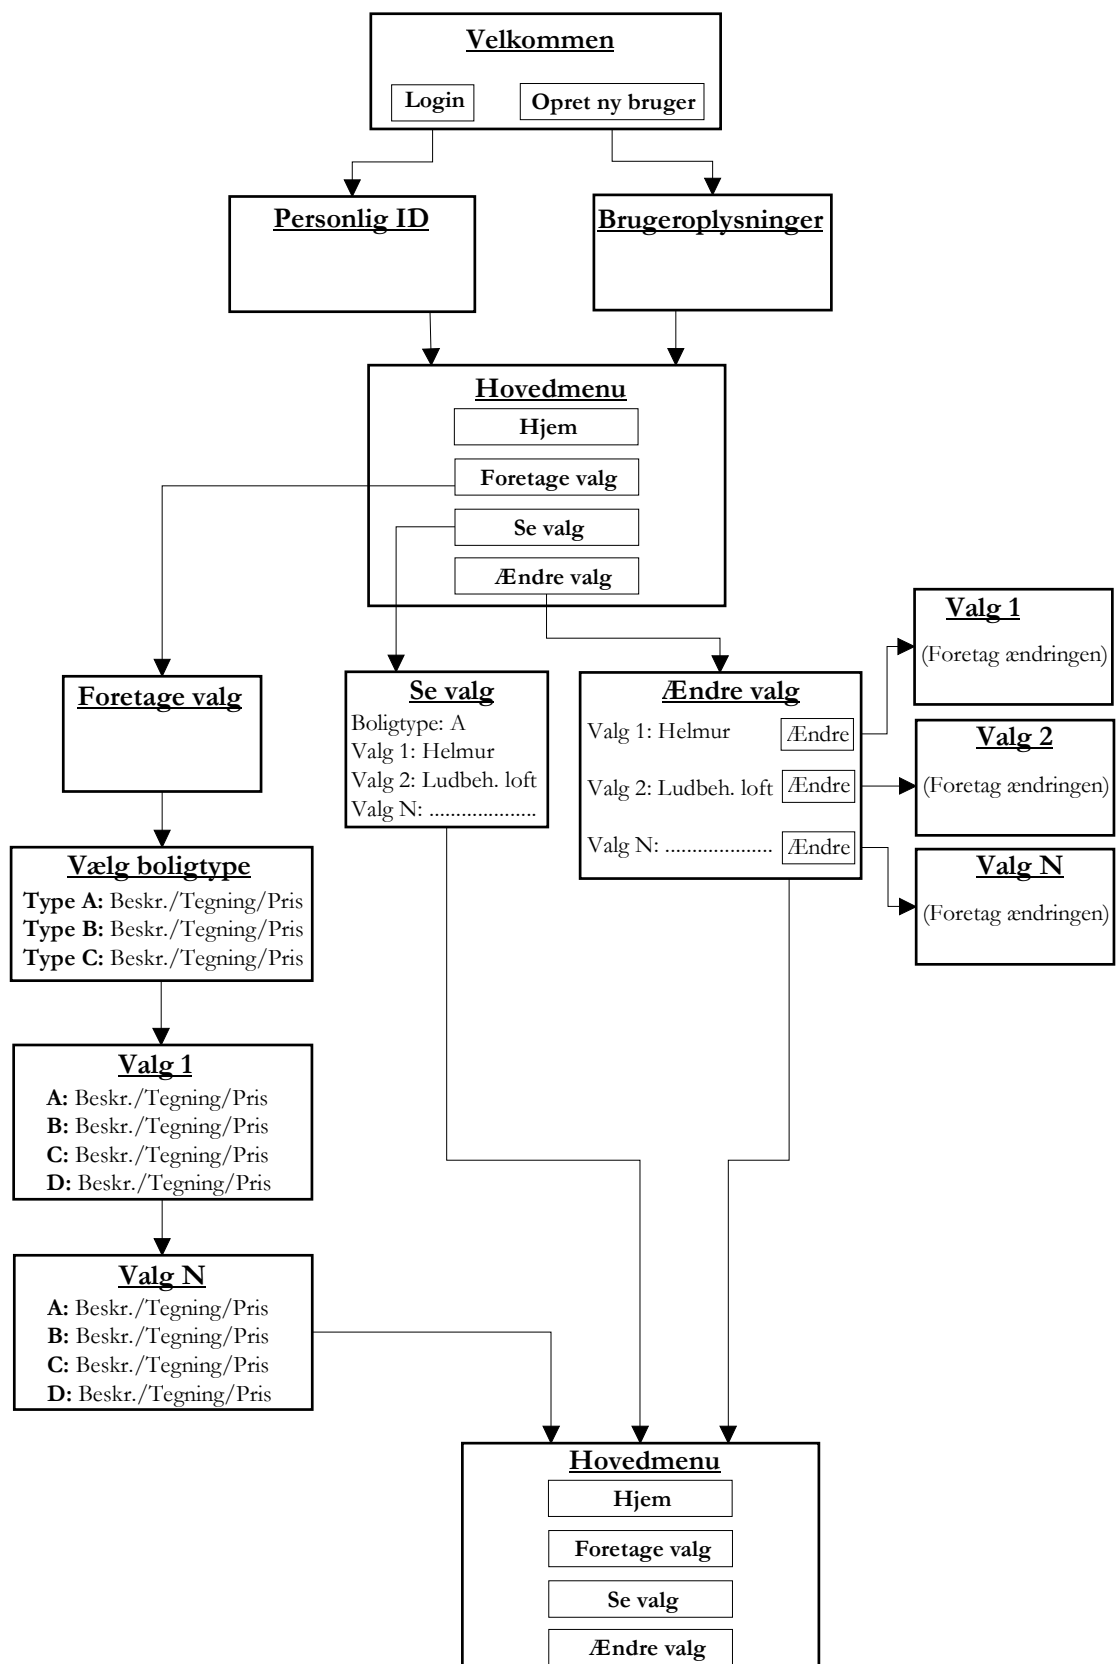 Velkommen
Login
Opret ny bruger
Personlig ID
Brugeroplysninger
Hovedmenu
Hjem
Foretage valg
Se valg
Ændre valg
Foretage valg
Vælg boligtype
Type A: Beskr./Tegning/Pris
Type B: Beskr./Tegning/Pris
Type C: Beskr./Tegning/Pris
Valg 1
A: Beskr./Tegning/Pris
B: Beskr./Tegning/Pris
C: Beskr./Tegning/Pris
D: Beskr./Tegning/Pris
Valg N
A: Beskr./Tegning/Pris
B: Beskr./Tegning/Pris
C: Beskr./Tegning/Pris
D: Beskr./Tegning/Pris
Se valg
Boligtype: A
Valg 1: Helmur
Valg 2: Ludbeh. loft
Valg N: ....................
Ændre valg
Valg 1: Helmur Ændre
Valg 2: Ludbeh. loft Ændre
Valg N: .................... Ændre
Valg 1
(Foretag ændringen)
Valg 2
(Foretag ændringen)
Valg N
(Foretag ændringen)
Hovedmenu
Hjem
Foretage valg
Se valg
Ændre valg